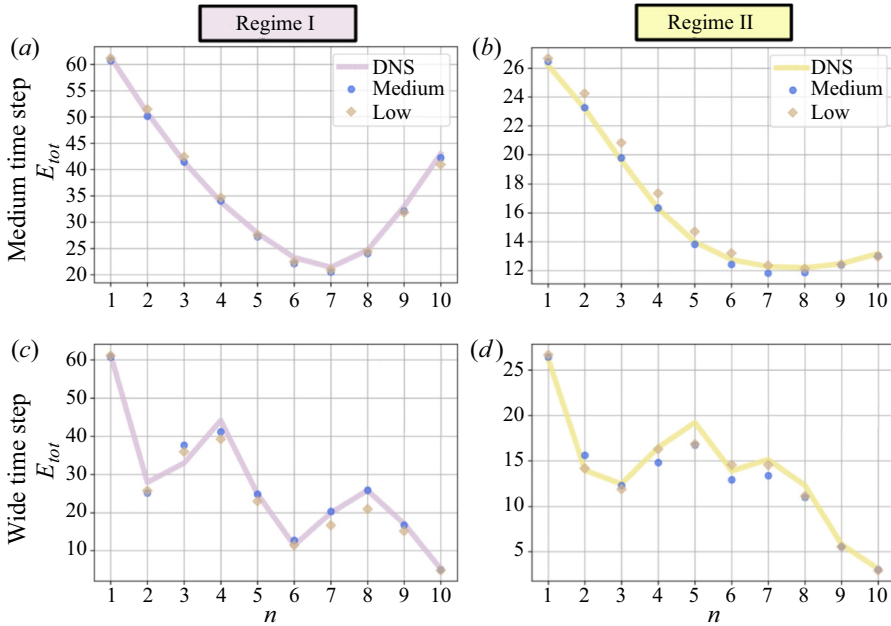 Regime I
Regime II
(a)
(b)
Medium time step
E_tot
60
55
50
45
40
35
30
25
20
1 2 3 4 5 6 7 8 9 10
DNS
Medium
Low
26
24
22
20
18
16
14
12
1 2 3 4 5 6 7 8 9 10
DNS
Medium
Low
(c)
(d)
Wide time step
E_tot
60
50
40
30
20
10
1 2 3 4 5 6 7 8 9 10
n
25
20
15
10
5
1 2 3 4 5 6 7 8 9 10
n